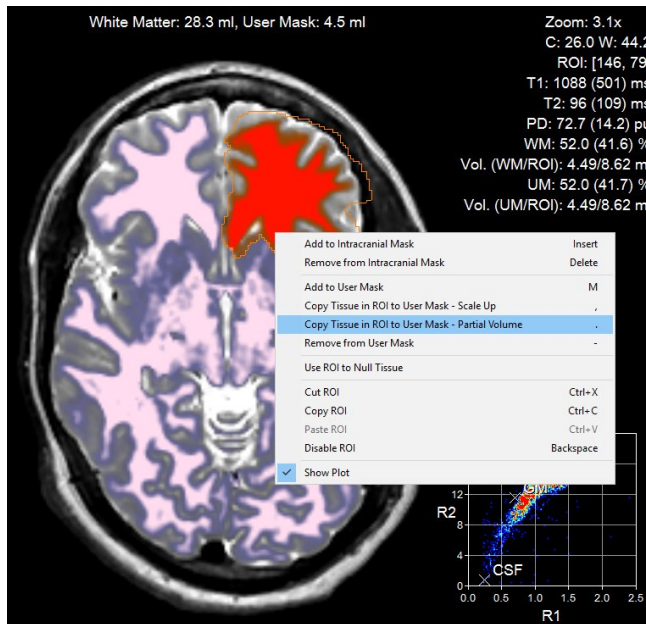 White Matter: 28.3 ml, User Mask: 4.5 ml
Zoom: 3.1x
C: 26.0 W: 44.2
ROI: [146, 79
T1: 1088 (501) ms
T2: 96 (109) ms
PD: 72.7 (14.2) pu
WM: 52.0 (41.6) %
Vol. (WM/ROI): 4.49/8.62 m
UM: 52.0 (41.7) %
Vol. (UM/ROI): 4.49/8.62 m
Add to Intracranial Mask Insert
Remove from Intracranial Mask Delete
Add to User Mask M
Copy Tissue in ROI to User Mask - Scale Up ,
Copy Tissue in ROI to User Mask - Partial Volume .
Remove from User Mask -
Use ROI to Null Tissue
Cut ROI Ctrl+X
Copy ROI Ctrl+C
Paste ROI Ctrl+V
Disable ROI Backspace
Show Plot
GM
12
R2
8
4
CSF
0
0.0 0.5 1.0 1.5 2.0 2.5
R1